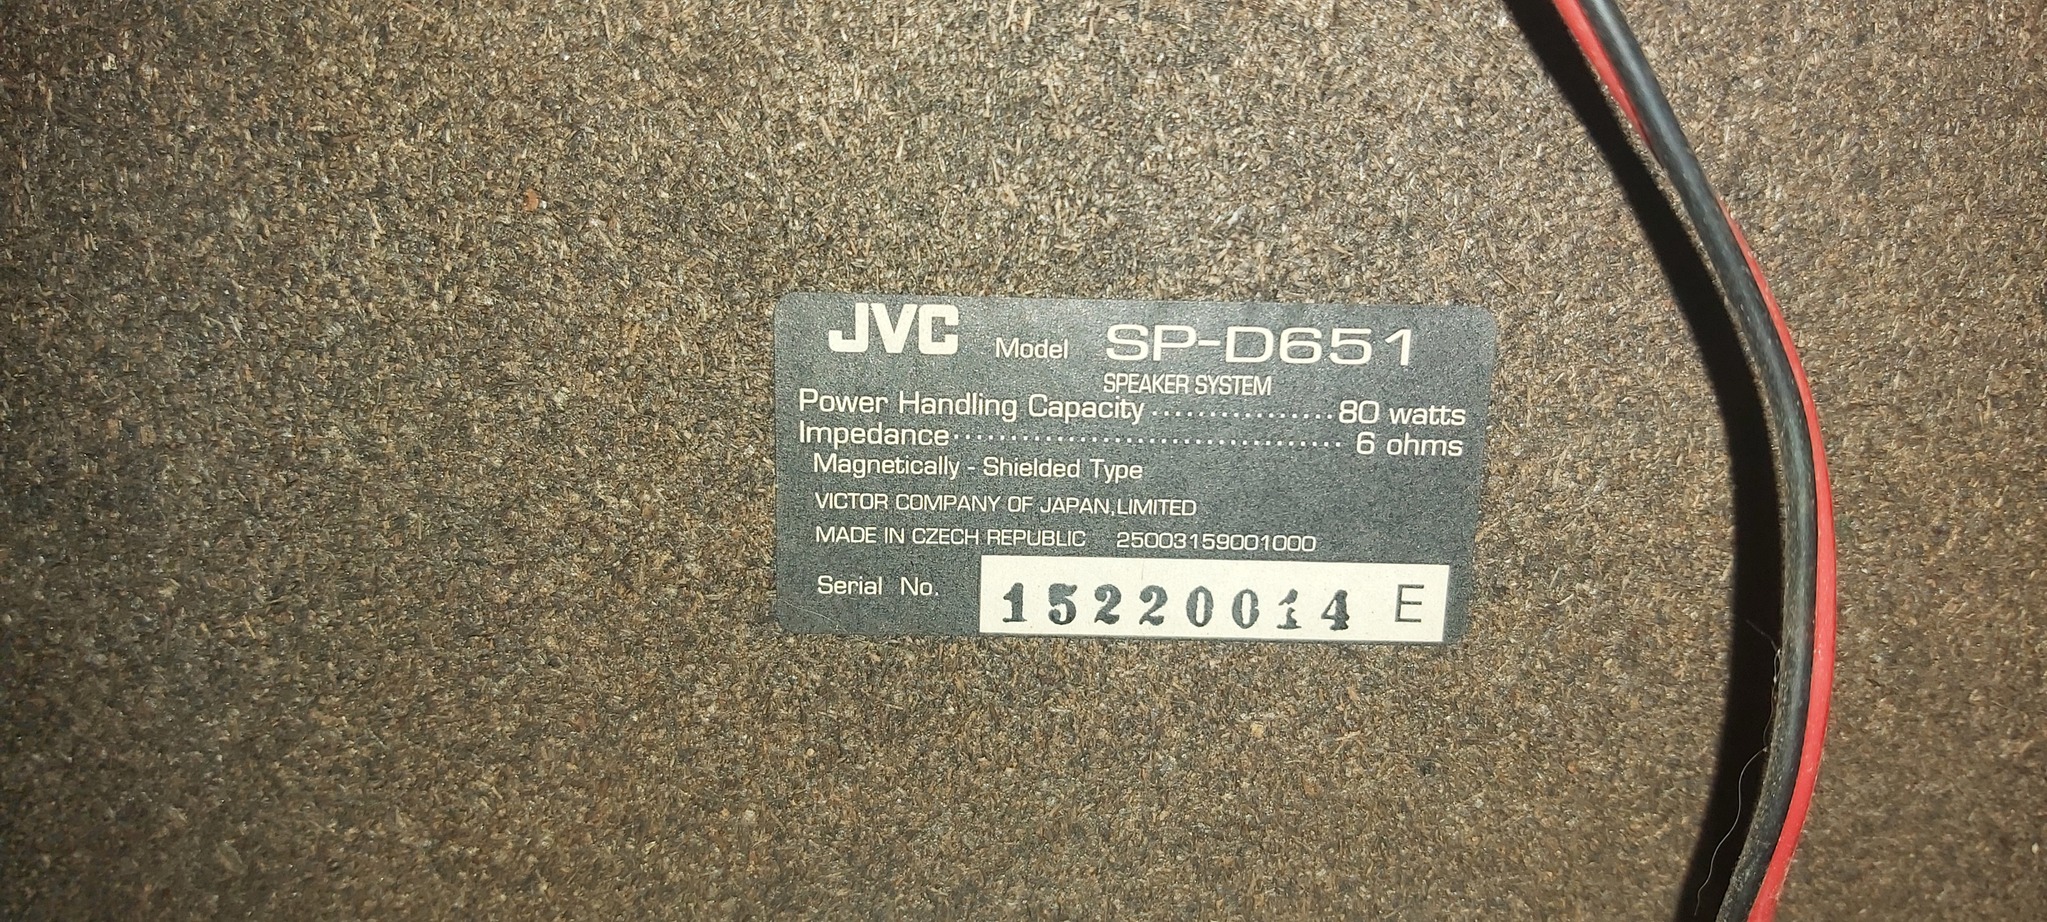 JVC Model SP-D651
SPEAKER SYSTEM
Power Handling Capacity ················ 80 watts
Impedance ·································· 6 ohms
Magnetically - Shielded Type
VICTOR COMPANY OF JAPAN,LIMITED
MADE IN CZECH REPUBLIC 25003159001000
Serial No. 15220014 E